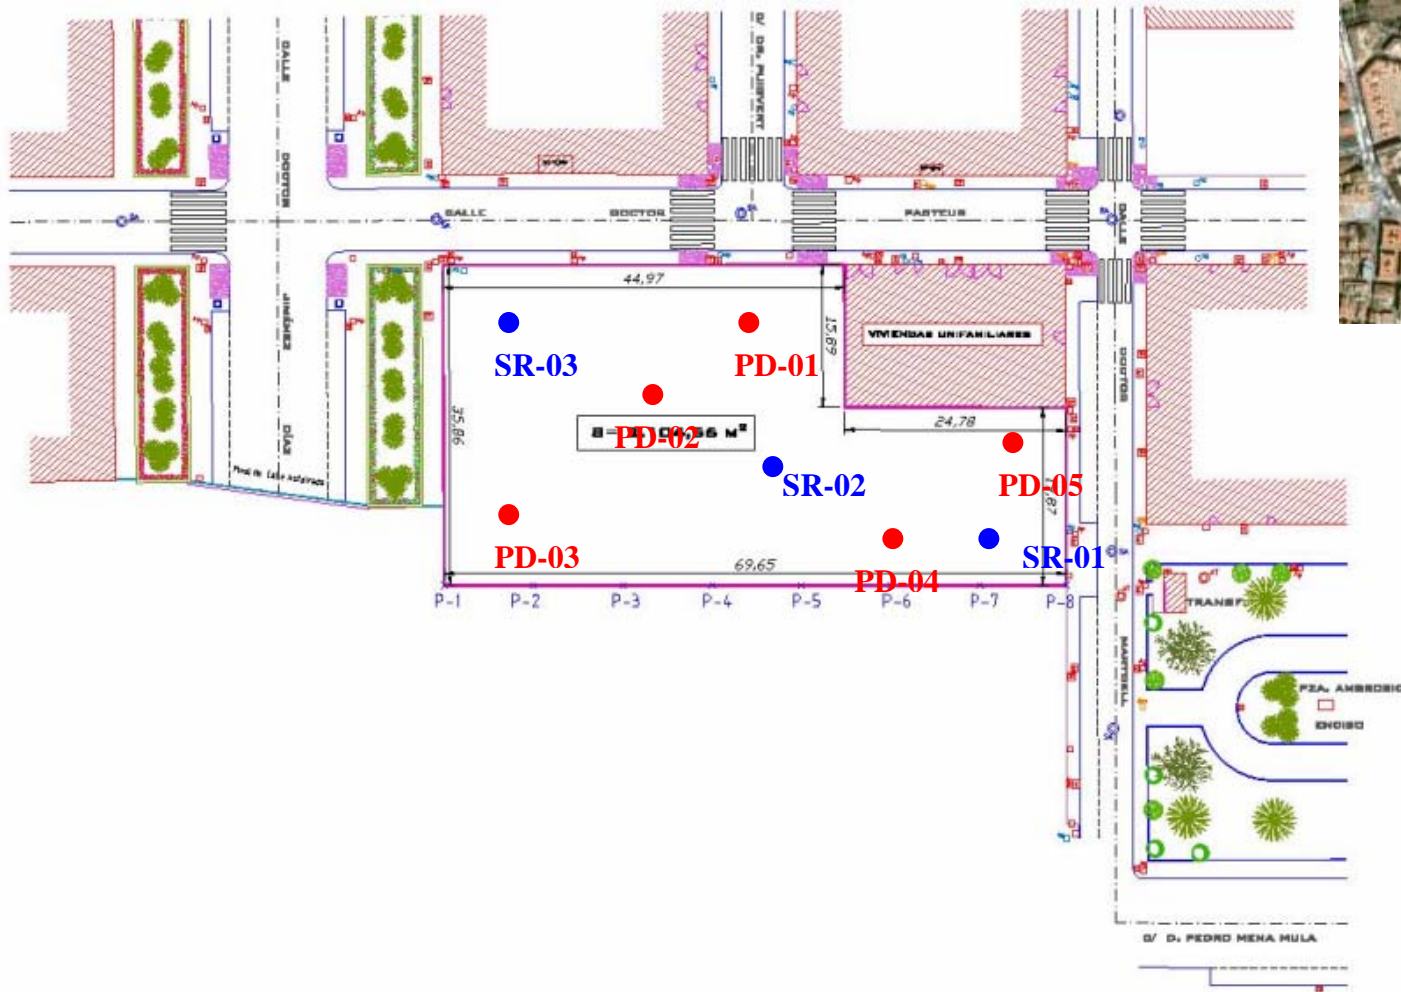 CALLE
DOCTOR
JIMÉNEZ
DÍAZ
C/ DR. PUIGVERT
CALLE DOCTOR PASTEUR
CALLE
DOCTOR
MARTRELL
44,97
15,89
VIVIENDAS UNIFAMILIARES
SR-03
PD-01
35,86
PD-02
24,78
PD-05
SR-02
PD-03
PD-04
SR-01
69,65
P-1 P-2 P-3 P-4 P-5 P-6 P-7 P-8
TRANSF.
PZA. AMBROSIO
ENCISO
C/ D. PEDRO MENA MULA